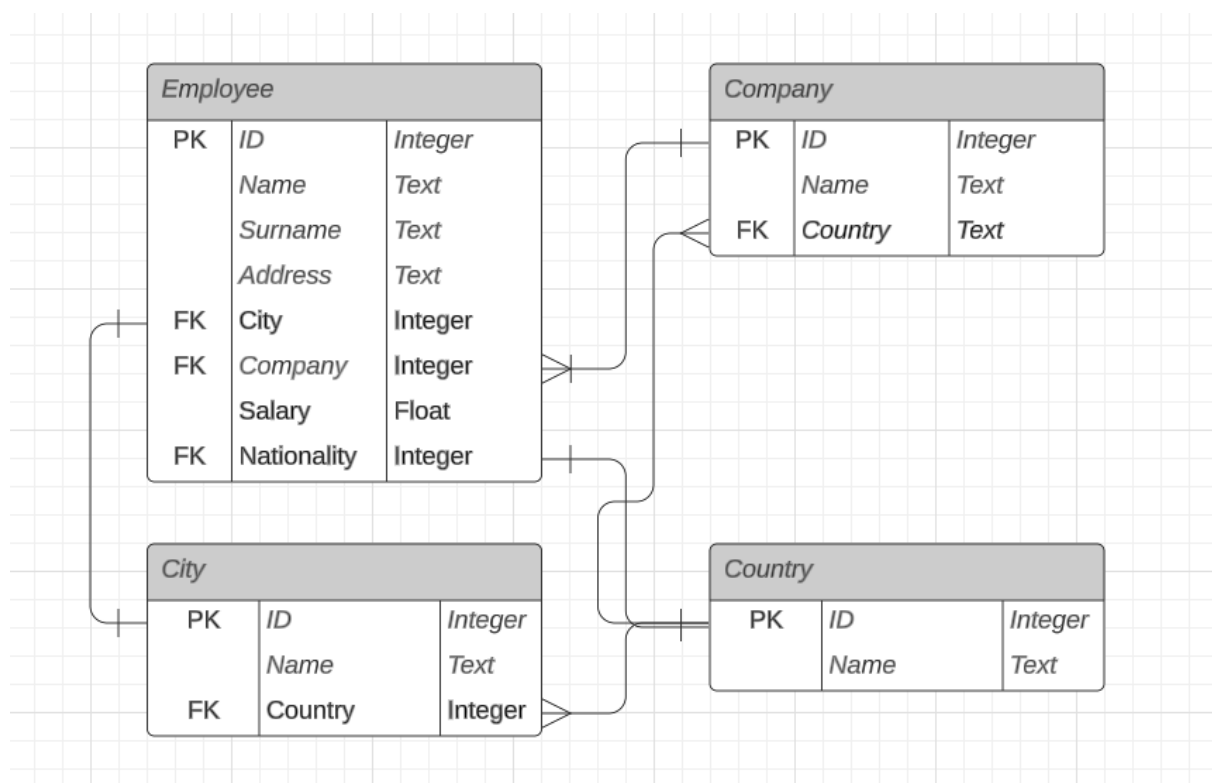 Employee
PK ID Integer
Name Text
Surname Text
Address Text
FK City Integer
FK Company Integer
Salary Float
FK Nationality Integer
Company
PK ID Integer
Name Text
FK Country Text
City
PK ID Integer
Name Text
FK Country Integer
Country
PK ID Integer
Name Text